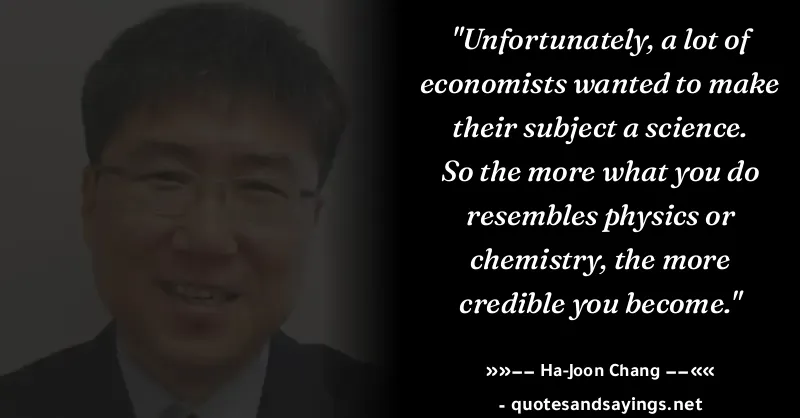 "Unfortunately, a lot of
economists wanted to make
their subject a science.
So the more what you do
resembles physics or
chemistry, the more
credible you become."
»»−− Ha-Joon Chang −−««
- quotesandsayings.net